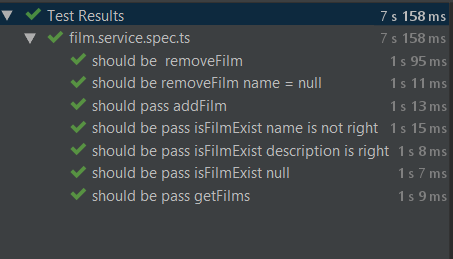 Test Results 7 s 158 ms
film.service.spec.ts 7 s 158 ms
should be  removeFilm 1 s 95 ms
should be removeFilm name = null 1 s 11 ms
should pass addFilm 1 s 13 ms
should be pass isFilmExist name is not right 1 s 15 ms
should be pass isFilmExist description is right 1 s 8 ms
should be pass isFilmExist null 1 s 7 ms
should be pass getFilms 1 s 9 ms